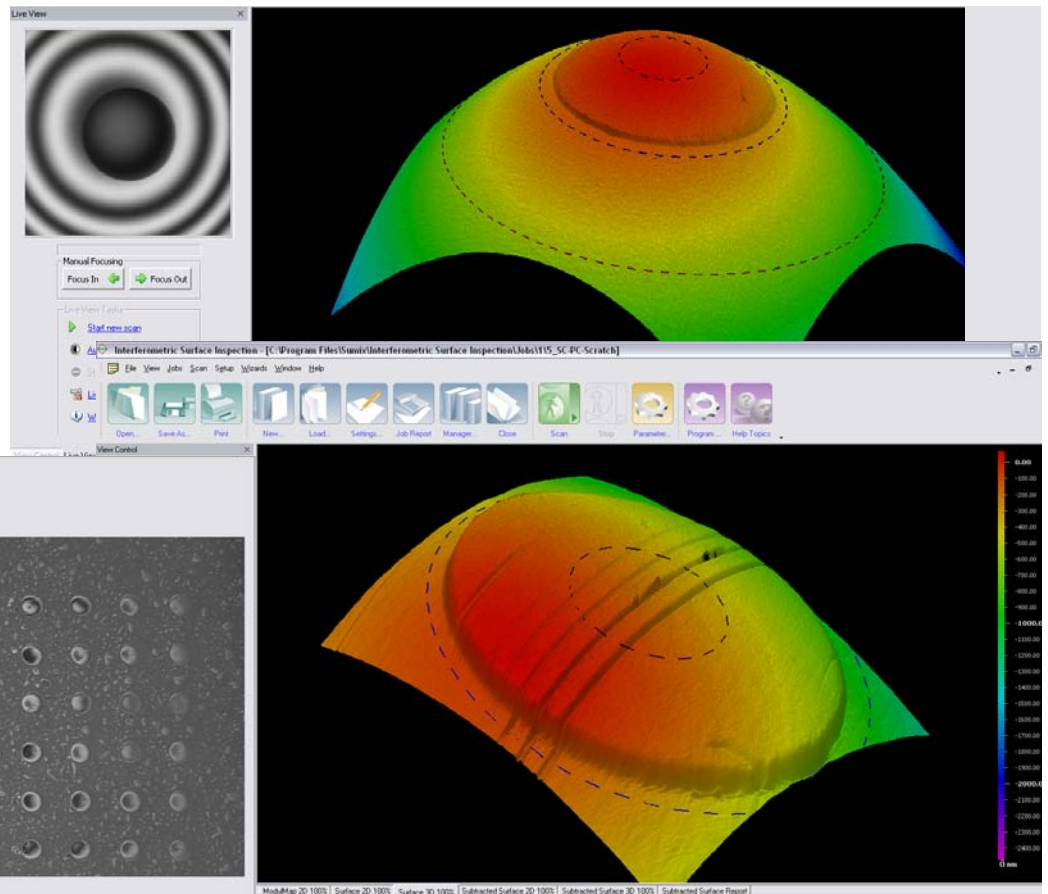 Live View
Manual Focusing
Focus In Focus Out
Live View Tasks
Start new scan
Interferometric Surface Inspection - [C:\Program Files\Sumix\Interferometric Surface Inspection\Jobs\1\5_SC-PC-Scratch]
File View Jobs Scan Setup Wizards Window Help
Open... Save As... Print New... Load... Settings... Job Report Manager... Close Scan Stop Parameter... Program ... Help Topics
View Control Live View
View Control
0.00
-100.00
-200.00
-300.00
-400.00
-500.00
-600.00
-700.00
-800.00
-900.00
-1000.0
-1100.00
-1200.00
-1300.00
-1400.00
-1500.00
-1600.00
-1700.00
-1800.00
-1900.00
-2000.0
-2100.00
-2200.00
-2300.00
-2400.00
0 nm
ModulMap 2D 100% Surface 2D 100% Surface 3D 100% Subtracted Surface 2D 100% Subtracted Surface 3D 100% Subtracted Surface Report